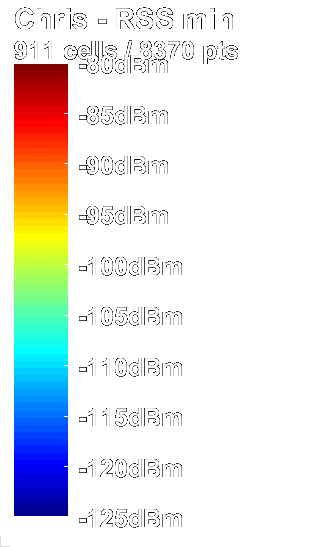 Chris - RSS min
911 cells / 8370 pts
-80dBm
-85dBm
-90dBm
-95dBm
-100dBm
-105dBm
-110dBm
-115dBm
-120dBm
-125dBm